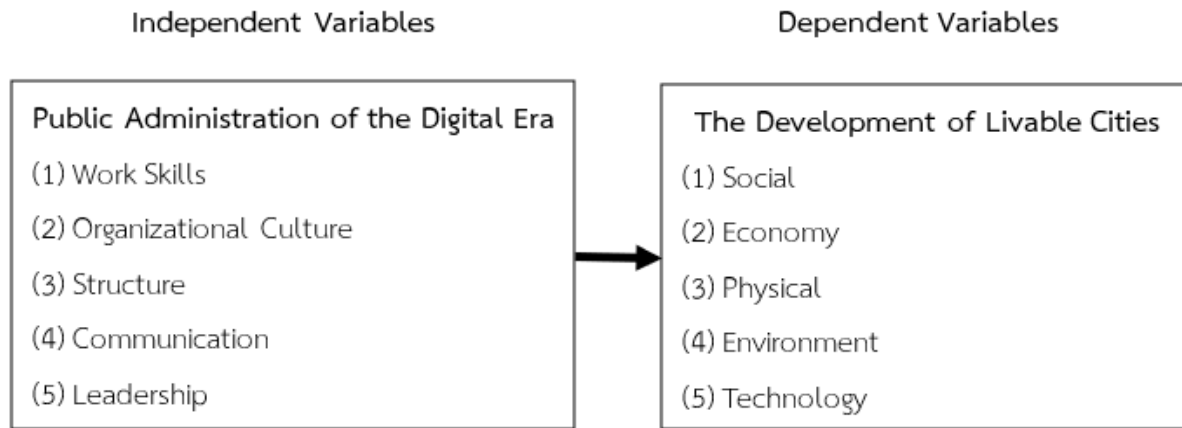 Independent Variables
Dependent Variables
Public Administration of the Digital Era
(1) Work Skills
(2) Organizational Culture
(3) Structure
(4) Communication
(5) Leadership
The Development of Livable Cities
(1) Social
(2) Economy
(3) Physical
(4) Environment
(5) Technology